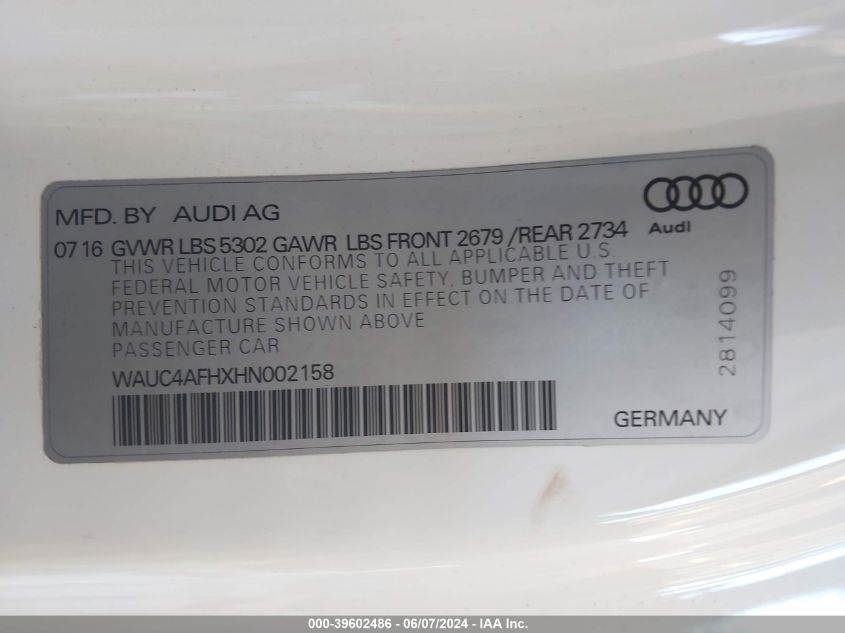 MFD. BY AUDI AG
Audi
07 16 GVWR LBS 5302 GAWR LBS FRONT 2679 /REAR 2734
THIS VEHICLE CONFORMS TO ALL APPLICABLE U.S.
FEDERAL MOTOR VEHICLE SAFETY, BUMPER AND THEFT
PREVENTION STANDARDS IN EFFECT ON THE DATE OF
MANUFACTURE SHOWN ABOVE
PASSENGER CAR
WAUC4AFHXHN002158
2814099
GERMANY
000-39602486 - 06/07/2024 - IAA Inc.